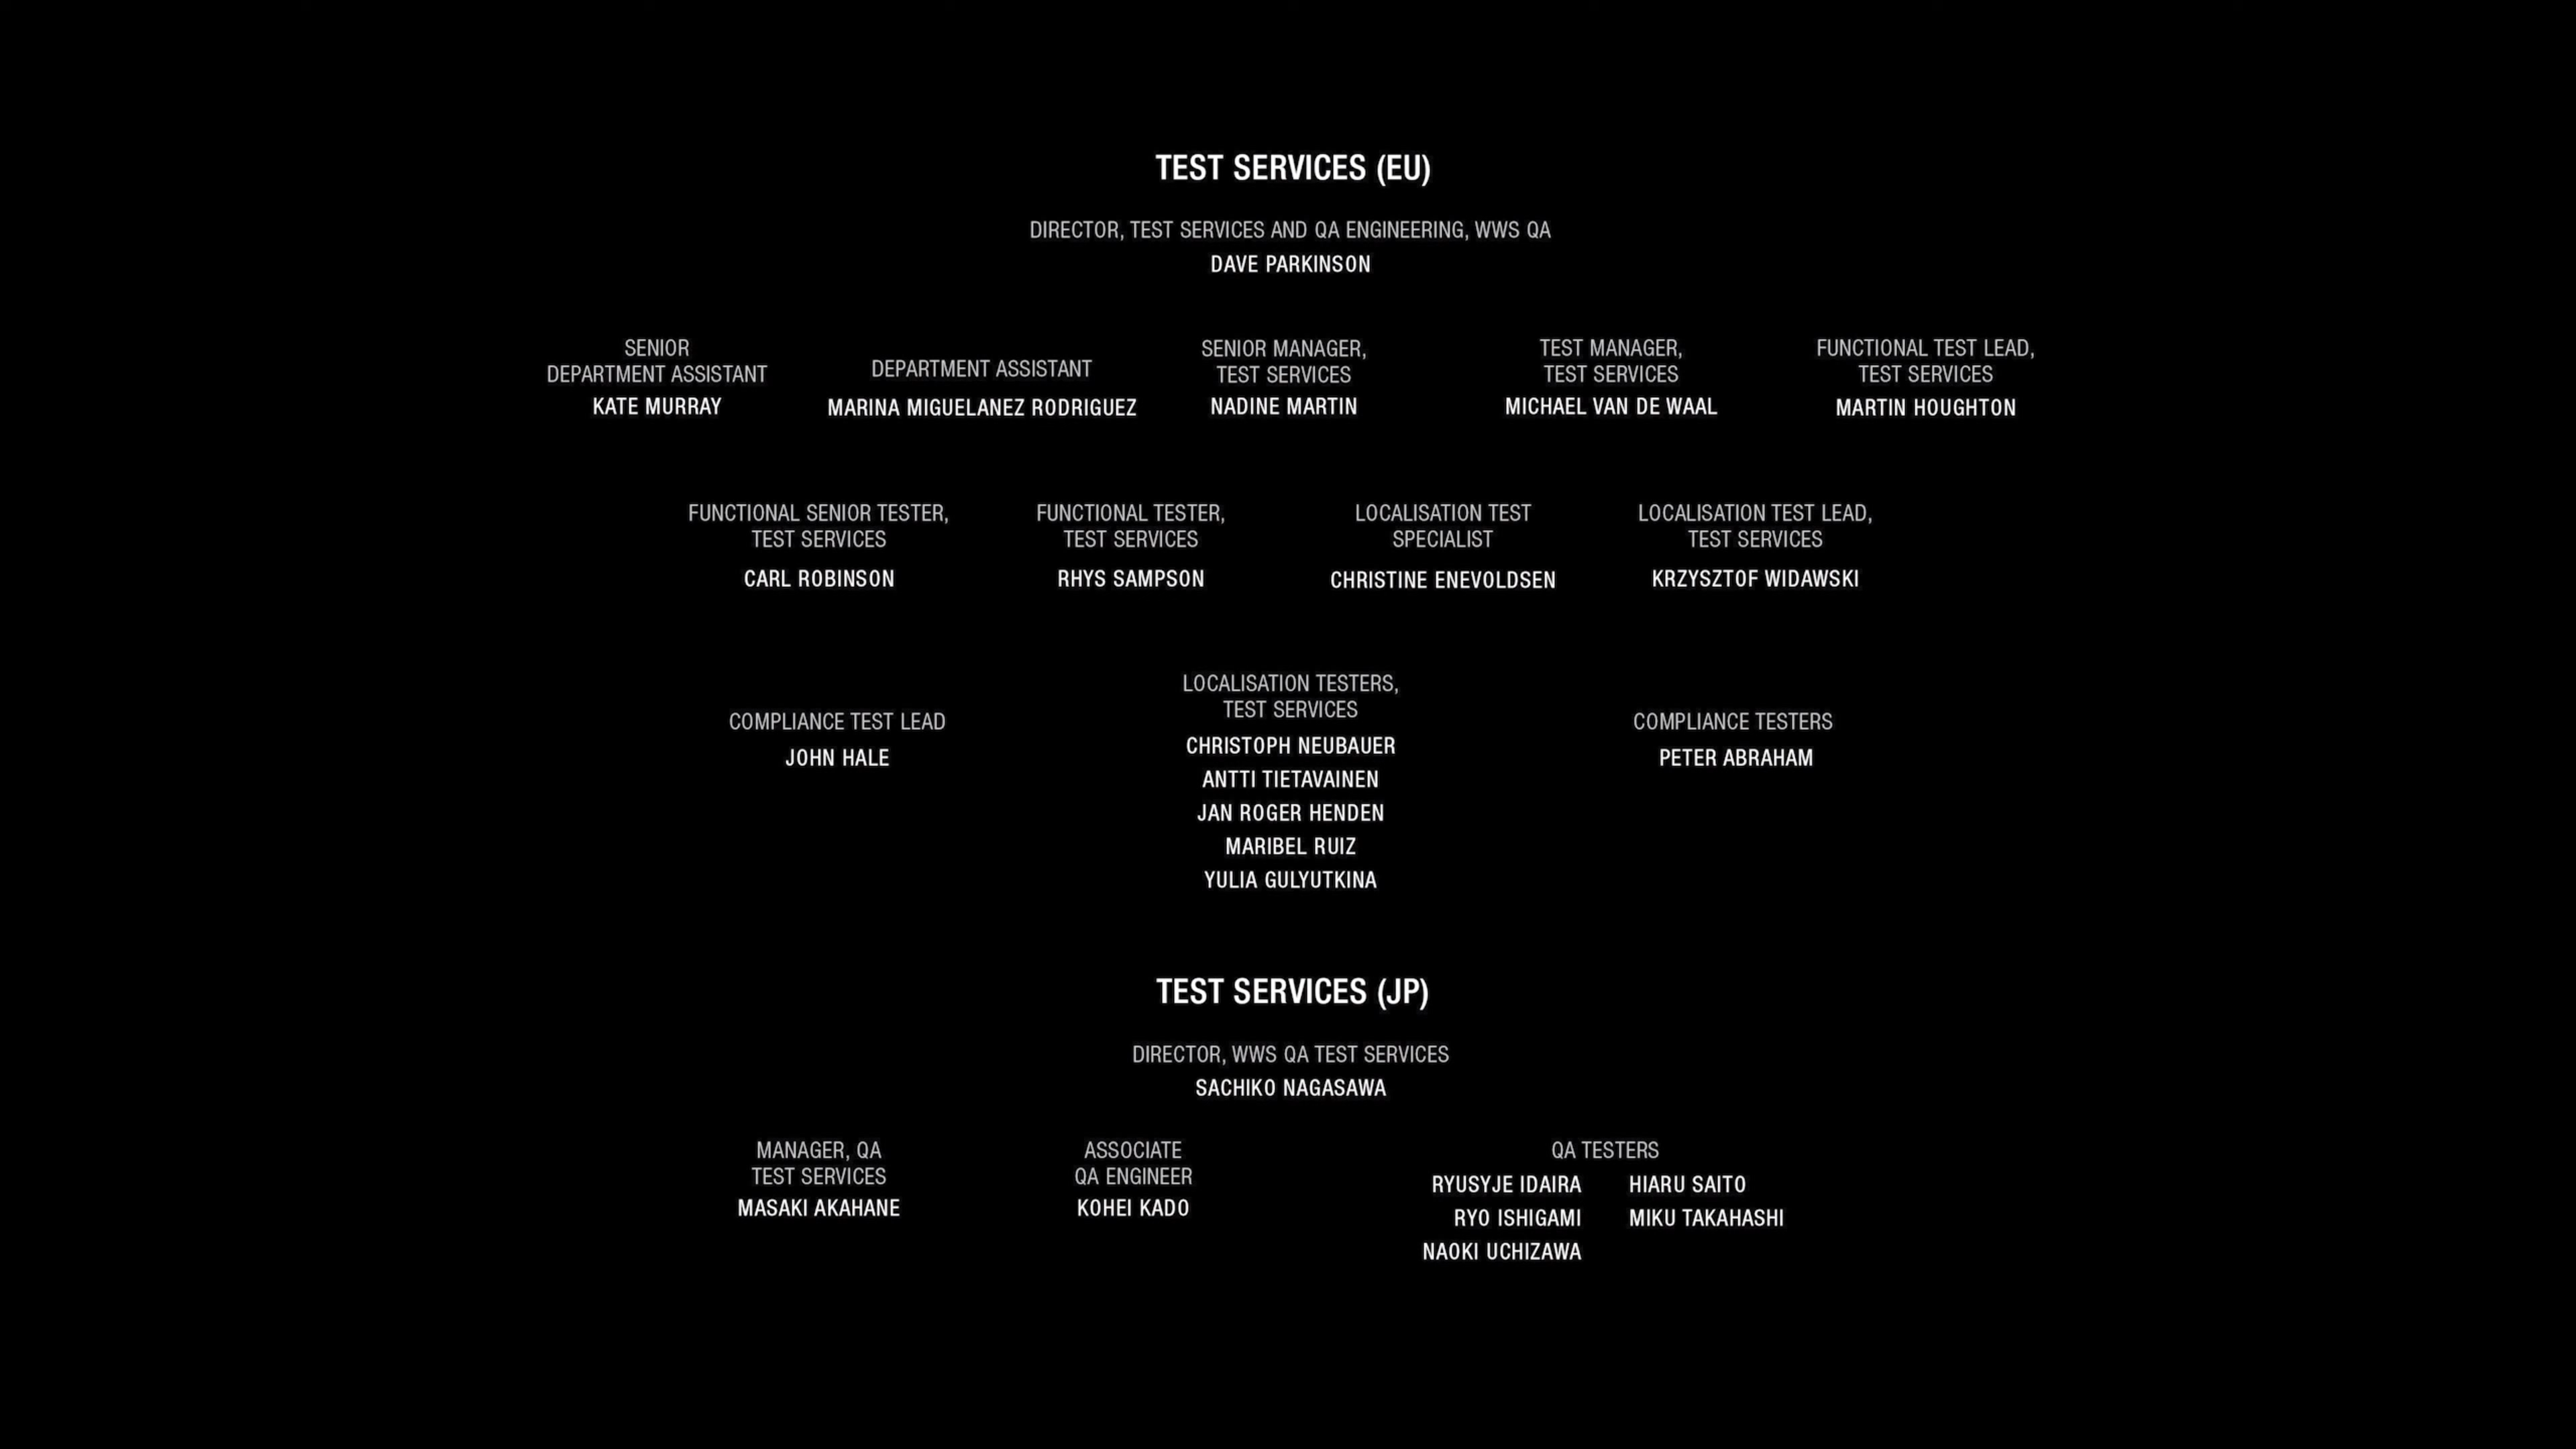 TEST SERVICES (EU)
DIRECTOR, TEST SERVICES AND QA ENGINEERING, WWS QA
DAVE PARKINSON
SENIOR
DEPARTMENT ASSISTANT
KATE MURRAY
DEPARTMENT ASSISTANT
MARINA MIGUELANEZ RODRIGUEZ
SENIOR MANAGER,
TEST SERVICES
NADINE MARTIN
TEST MANAGER,
TEST SERVICES
MICHAEL VAN DE WAAL
FUNCTIONAL TEST LEAD,
TEST SERVICES
MARTIN HOUGHTON
FUNCTIONAL SENIOR TESTER,
TEST SERVICES
CARL ROBINSON
FUNCTIONAL TESTER,
TEST SERVICES
RHYS SAMPSON
LOCALISATION TEST
SPECIALIST
CHRISTINE ENEVOLDSEN
LOCALISATION TEST LEAD,
TEST SERVICES
KRZYSZTOF WIDAWSKI
COMPLIANCE TEST LEAD
JOHN HALE
LOCALISATION TESTERS,
TEST SERVICES
CHRISTOPH NEUBAUER
ANTTI TIETAVAINEN
JAN ROGER HENDEN
MARIBEL RUIZ
YULIA GULYUTKINA
COMPLIANCE TESTERS
PETER ABRAHAM
TEST SERVICES (JP)
DIRECTOR, WWS QA TEST SERVICES
SACHIKO NAGASAWA
MANAGER, QA
TEST SERVICES
MASAKI AKAHANE
ASSOCIATE
QA ENGINEER
KOHEI KADO
QA TESTERS
RYUSYJE IDAIRA
RYO ISHIGAMI
NAOKI UCHIZAWA
HIARU SAITO
MIKU TAKAHASHI